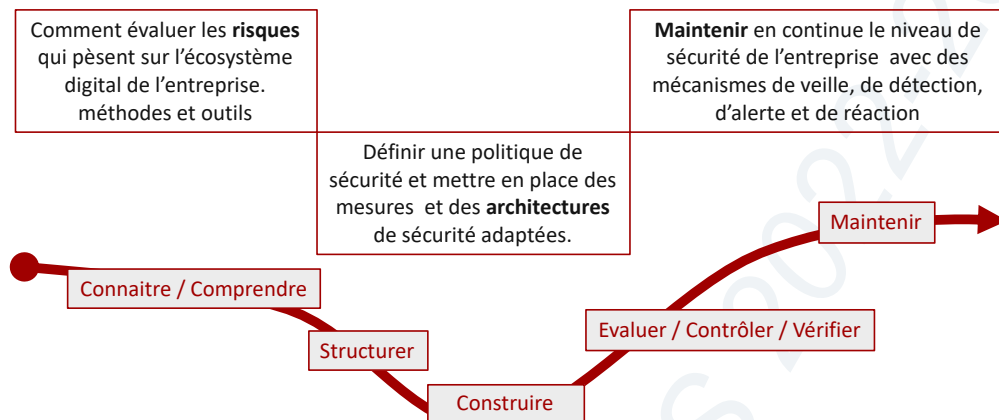 Comment évaluer les risques
qui pèsent sur l’écosystème
digital de l’entreprise.
méthodes et outils
Maintenir en continue le niveau de
sécurité de l’entreprise avec des
mécanismes de veille, de détection,
d’alerte et de réaction
Définir une politique de
sécurité et mettre en place des
mesures et des architectures
de sécurité adaptées.
Maintenir
Connaitre / Comprendre
Evaluer / Contrôler / Vérifier
Structurer
Construire